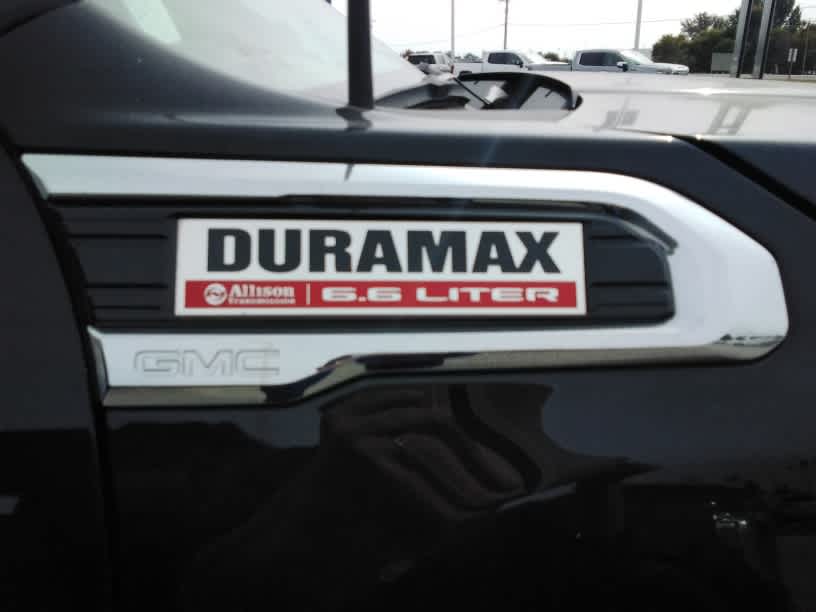 DURAMAX
Allison Transmission | 6.6 LITER
GMC